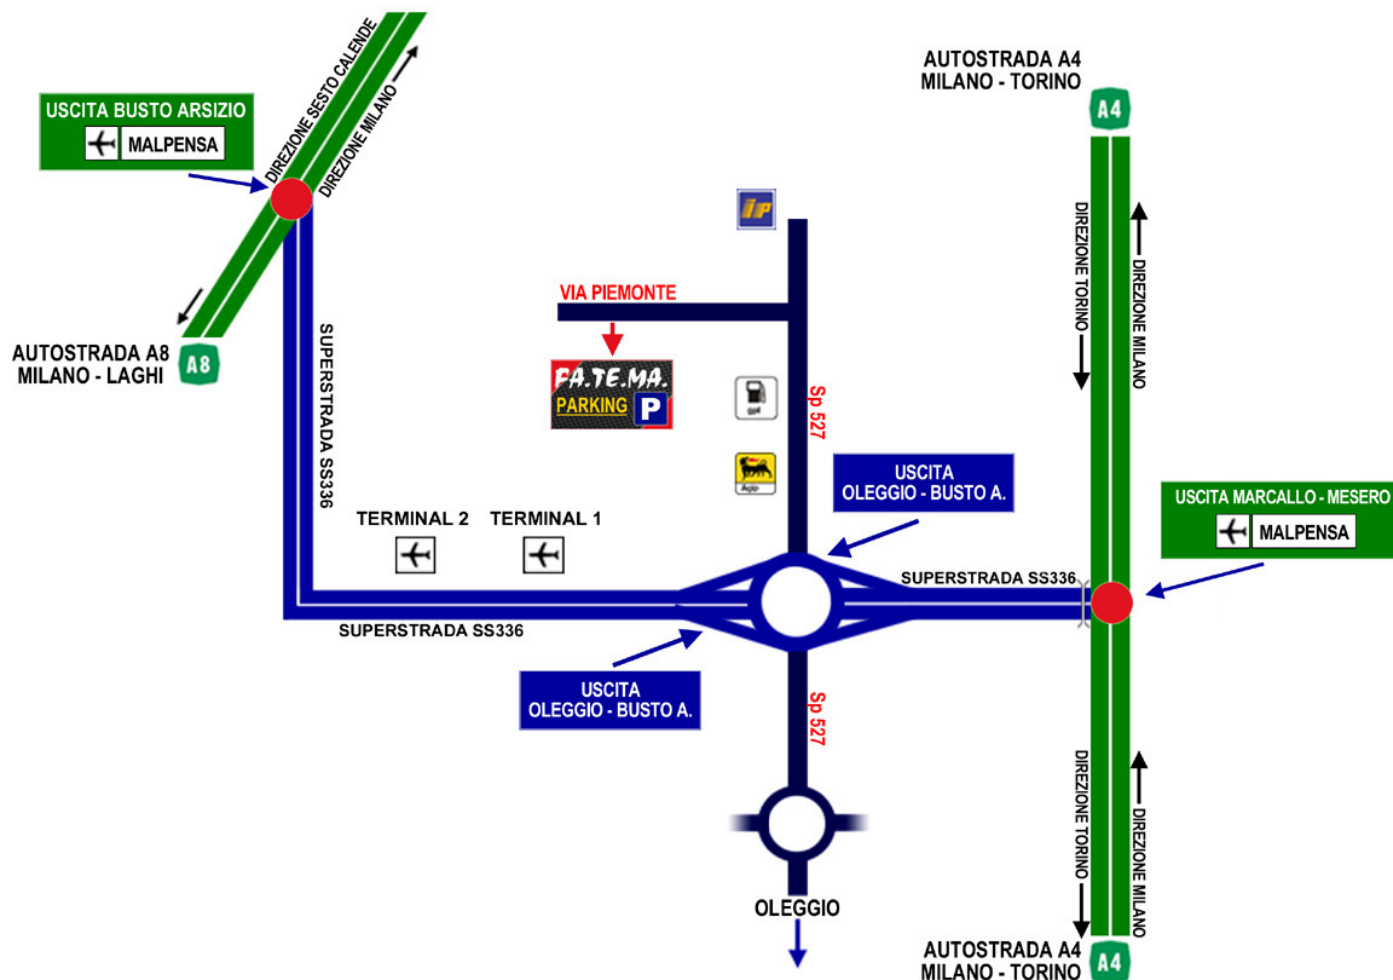 AUTOSTRADA A4
MILANO - TORINO
A4
DIREZIONE SESTO CALENDE
DIREZIONE MILANO
USCITA BUSTO ARSIZIO
MALPENSA
AUTOSTRADA A8
MILANO - LAGHI
A8
SUPERSTRADA SS336
iP
VIA PIEMONTE
FA.TE.MA.
PARKING P
gpl
Agip
Sp 527
DIREZIONE TORINO
DIREZIONE MILANO
USCITA
OLEGGIO - BUSTO A.
USCITA MARCALLO - MESERO
MALPENSA
TERMINAL 2
TERMINAL 1
SUPERSTRADA SS336
SUPERSTRADA SS336
USCITA
OLEGGIO - BUSTO A.
Sp 527
DIREZIONE TORINO
DIREZIONE MILANO
OLEGGIO
AUTOSTRADA A4
MILANO - TORINO
A4